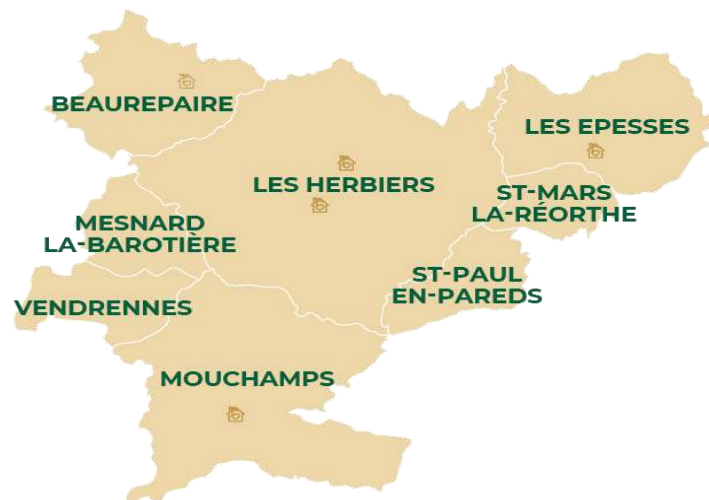 BEAUREPAIRE
LES EPESSES
LES HERBIERS
ST-MARS
LA-RÉORTHE
MESNARD
LA-BAROTIÈRE
ST-PAUL
EN-PAREDS
VENDRENNES
MOUCHAMPS